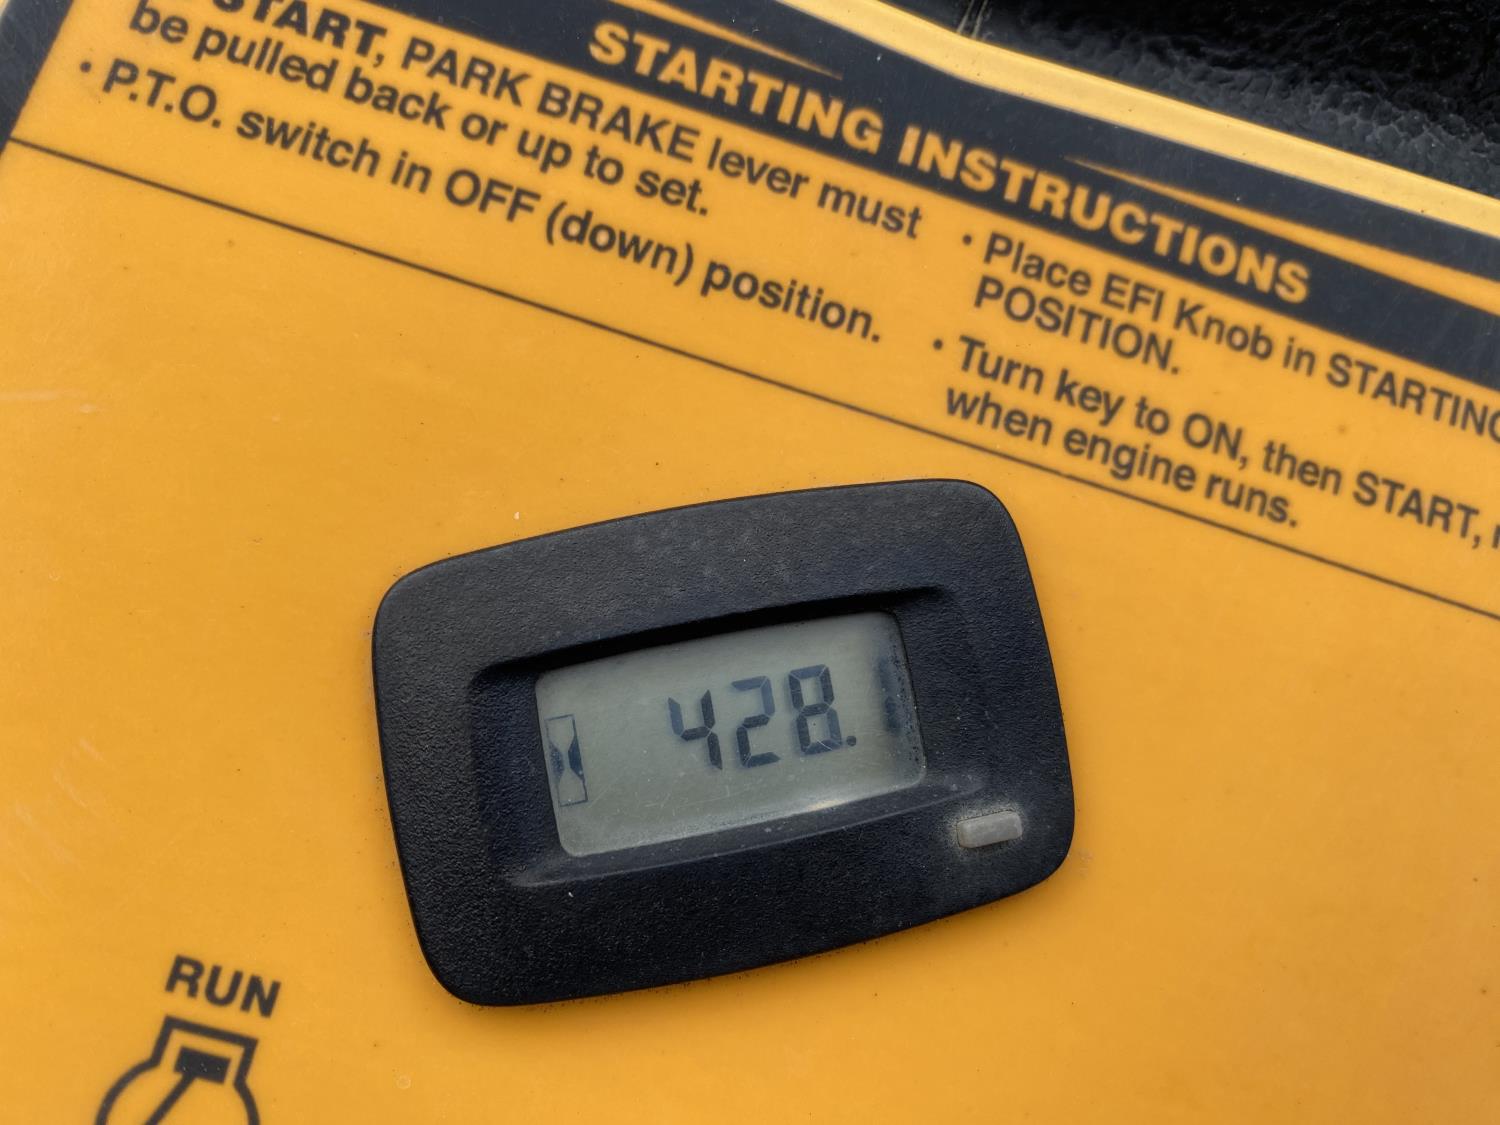 STARTING INSTRUCTIONS
START, PARK BRAKE lever must
be pulled back or up to set.
• P.T.O. switch in OFF (down) position.
• Place EFI Knob in STARTING
POSITION.
• Turn key to ON, then START,
when engine runs.
428.1
RUN